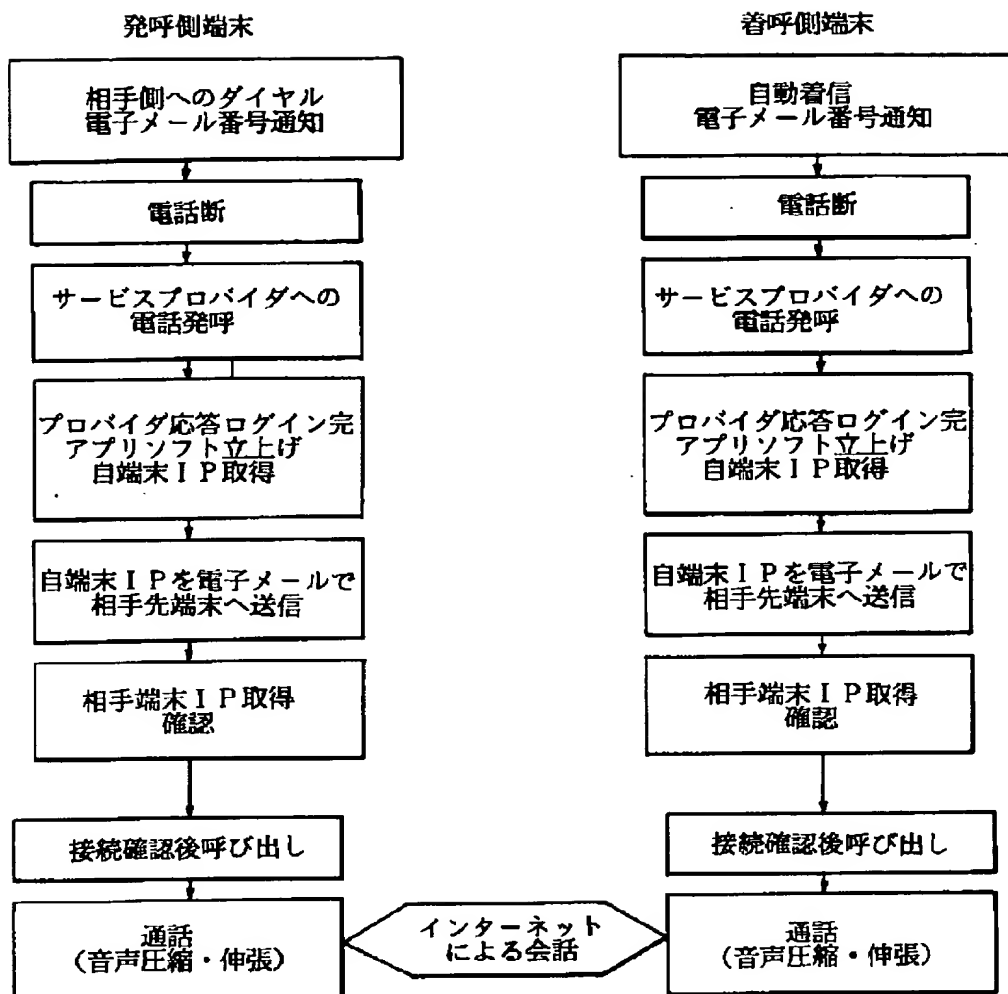 発呼側端末
相手側へのダイヤル
電子メール番号通知
電話断
サービスプロバイダへの
電話発呼
プロバイダ応答ログイン完
アプリソフト立上げ
自端末IP取得
自端末IPを電子メールで
相手先端末へ送信
相手端末IP取得
確認
接続確認後呼び出し
通話
(音声圧縮・伸張)
インターネット
による会話
着呼側端末
自動着信
電子メール番号通知
電話断
サービスプロバイダへの
電話発呼
プロバイダ応答ログイン完
アプリソフト立上げ
自端末IP取得
自端末IPを電子メールで
相手先端末へ送信
相手端末IP取得
確認
接続確認後呼び出し
通話
(音声圧縮・伸張)